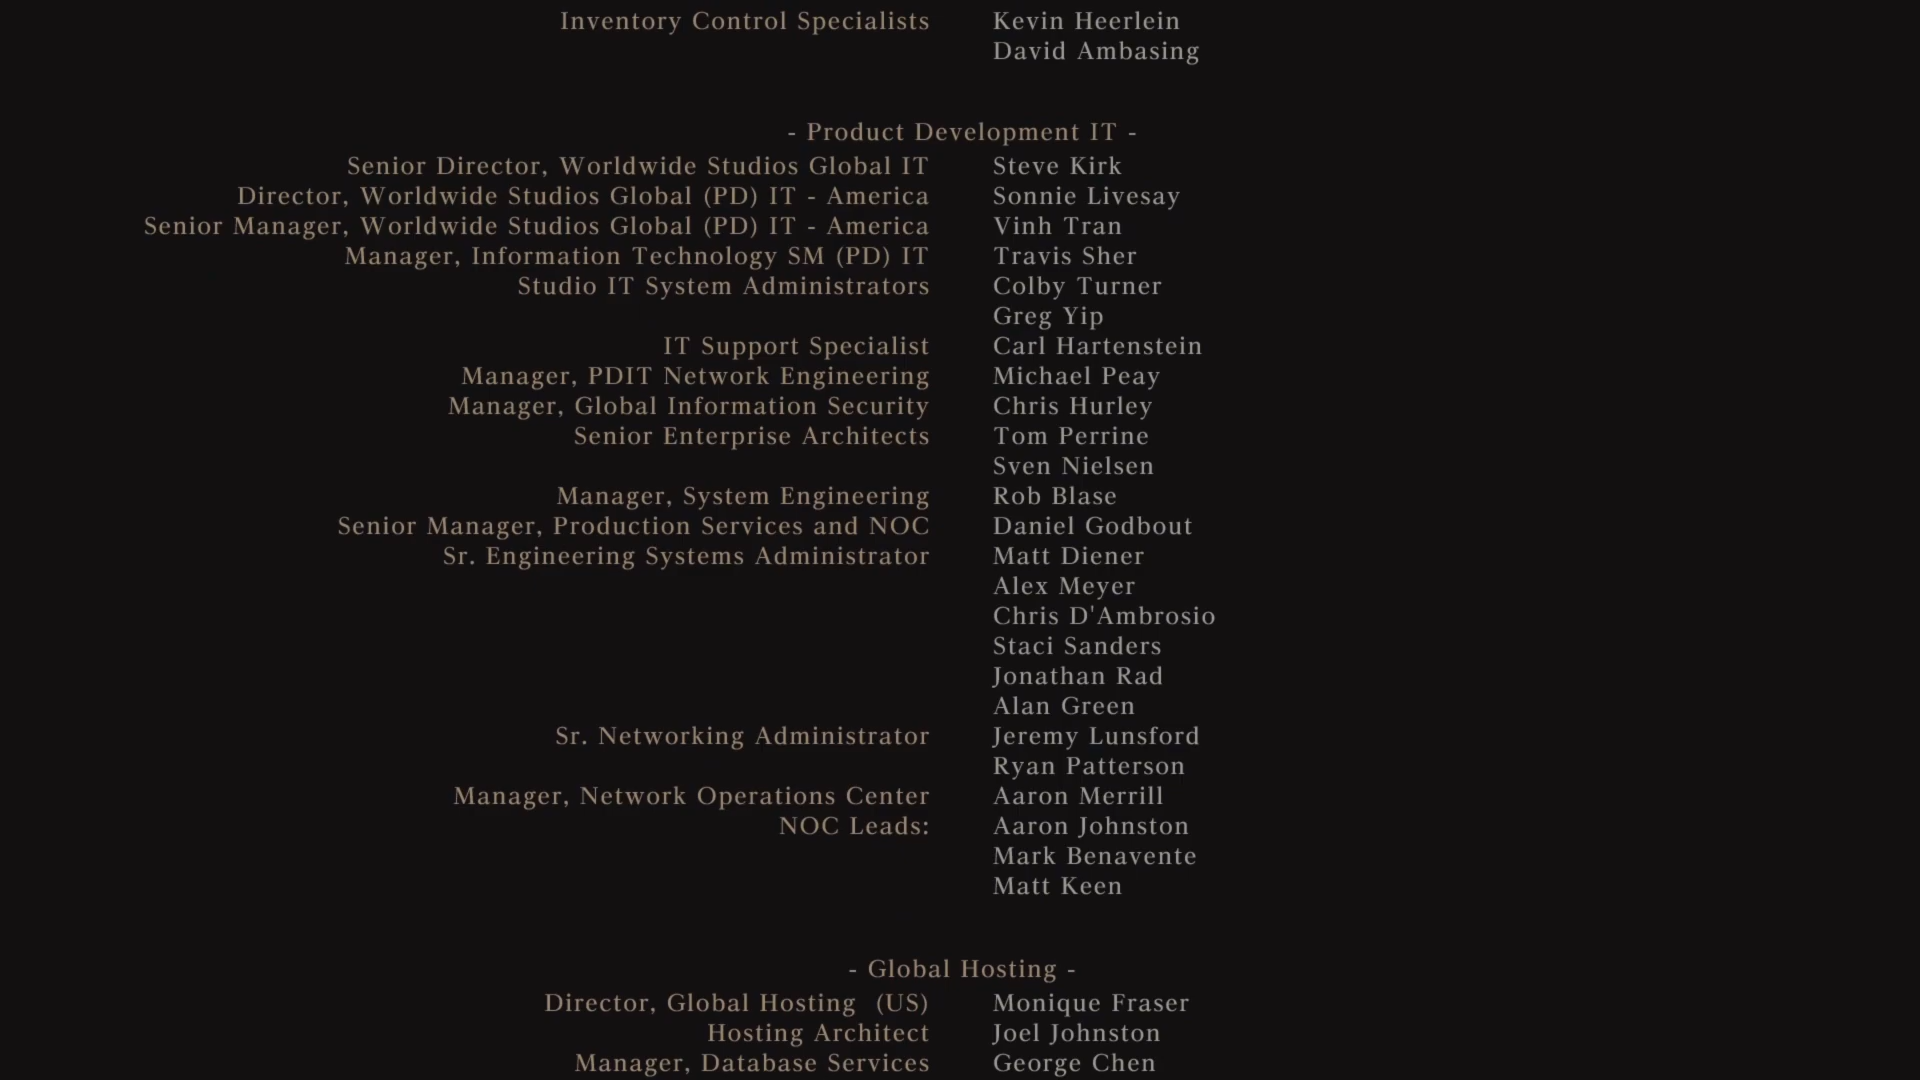 Inventory Control Specialists Kevin Heerlein
David Ambasing
- Product Development IT -
Senior Director, Worldwide Studios Global IT Steve Kirk
Director, Worldwide Studios Global (PD) IT - America Sonnie Livesay
Senior Manager, Worldwide Studios Global (PD) IT - America Vinh Tran
Manager, Information Technology SM (PD) IT Travis Sher
Studio IT System Administrators Colby Turner
Greg Yip
IT Support Specialist Carl Hartenstein
Manager, PDIT Network Engineering Michael Peay
Manager, Global Information Security Chris Hurley
Senior Enterprise Architects Tom Perrine
Sven Nielsen
Manager, System Engineering Rob Blase
Senior Manager, Production Services and NOC Daniel Godbout
Sr. Engineering Systems Administrator Matt Diener
Alex Meyer
Chris D'Ambrosio
Staci Sanders
Jonathan Rad
Alan Green
Sr. Networking Administrator Jeremy Lunsford
Ryan Patterson
Manager, Network Operations Center Aaron Merrill
NOC Leads: Aaron Johnston
Mark Benavente
Matt Keen
- Global Hosting -
Director, Global Hosting (US) Monique Fraser
Hosting Architect Joel Johnston
Manager, Database Services George Chen